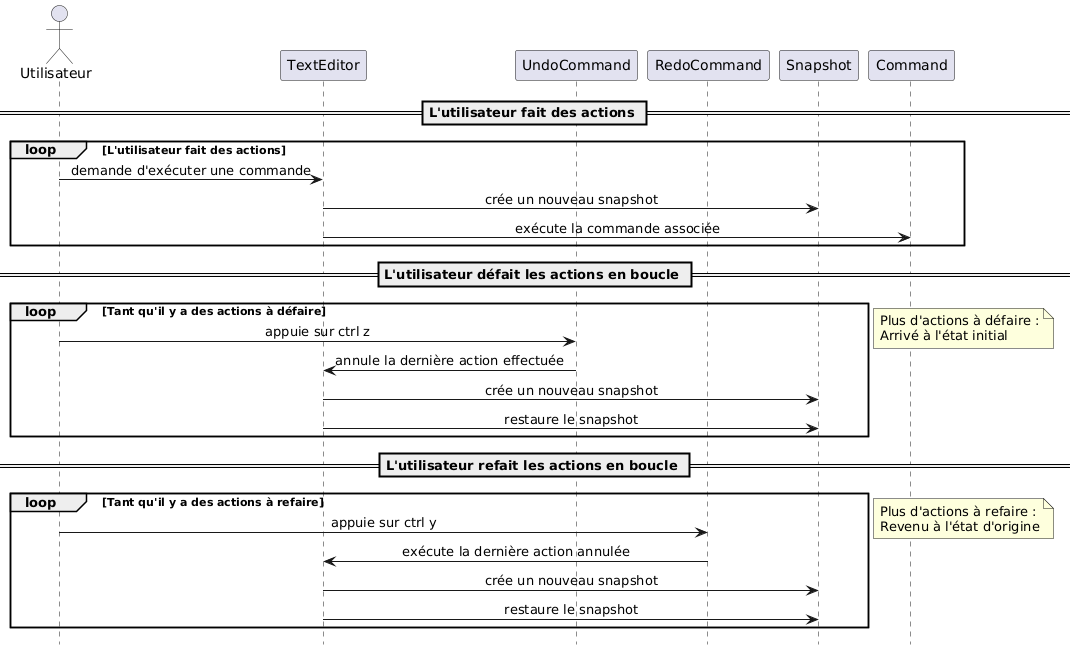 Utilisateur
TextEditor
UndoCommand
RedoCommand
Snapshot
Command
L'utilisateur fait des actions
loop
[L'utilisateur fait des actions]
demande d'exécuter une commande
crée un nouveau snapshot
exécute la commande associée
L'utilisateur défait les actions en boucle
loop
[Tant qu'il y a des actions à défaire]
Plus d'actions à défaire :
Arrivé à l'état initial
appuie sur ctrl z
annule la dernière action effectuée
crée un nouveau snapshot
restaure le snapshot
L'utilisateur refait les actions en boucle
loop
[Tant qu'il y a des actions à refaire]
Plus d'actions à refaire :
Revenu à l'état d'origine
appuie sur ctrl y
exécute la dernière action annulée
crée un nouveau snapshot
restaure le snapshot